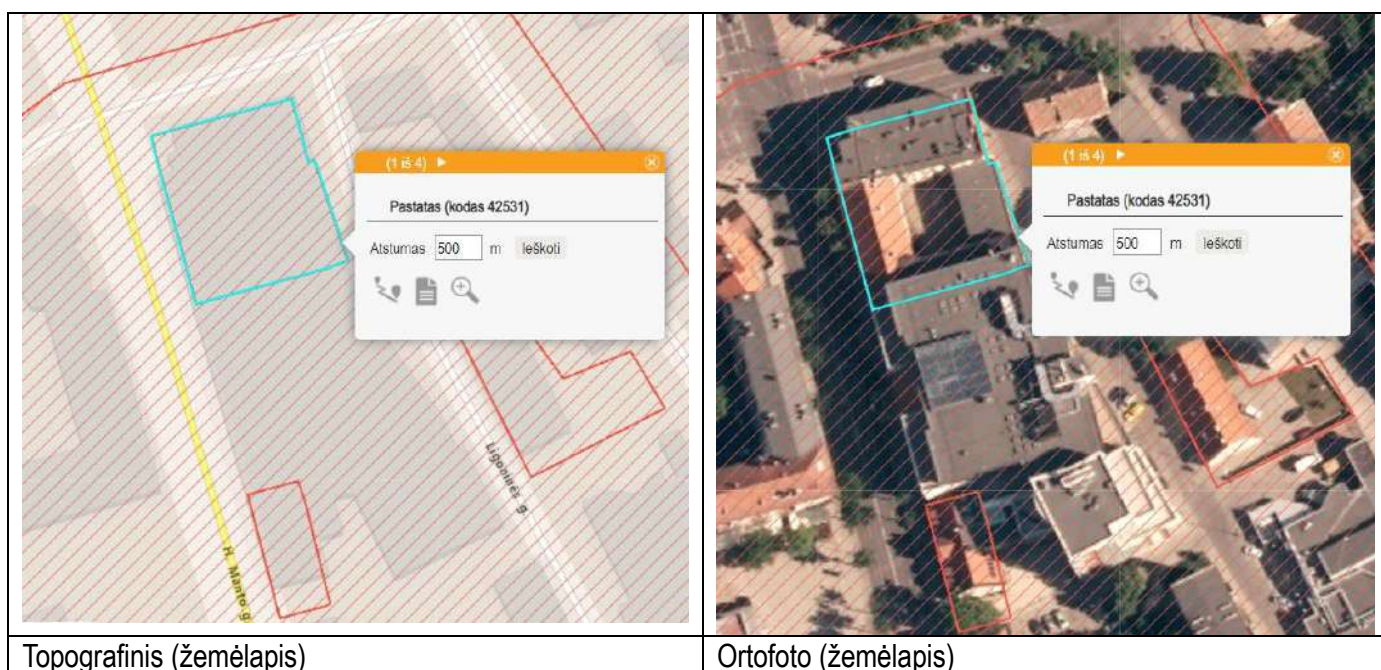 (1 iš 4)
Pastatas (kodas 42531)
Atstumas 500 m Ieškoti
Ligoninės g.
H. Manto g.
Topografinis (žemėlapis)
(1 iš 4)
Pastatas (kodas 42531)
Atstumas 500 m Ieškoti
Ortofoto (žemėlapis)